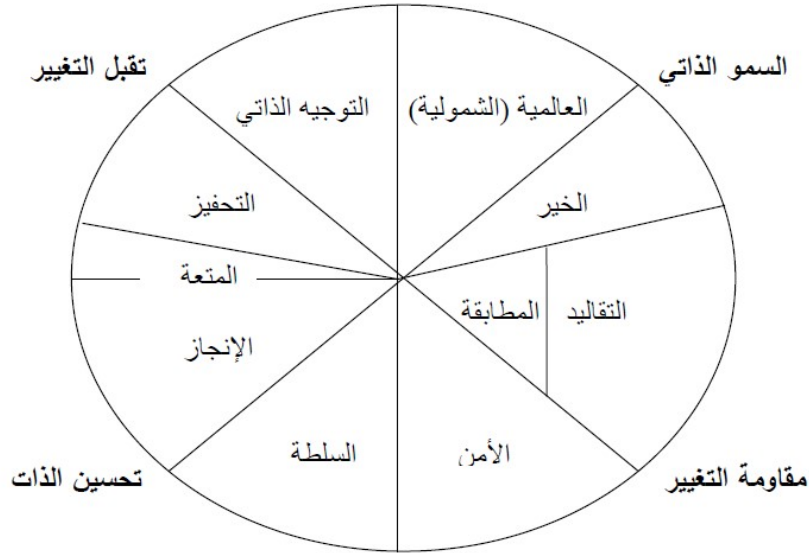 السمو الذاتي
تقبل التغيير
العالمية (الشمولية)
التوجيه الذاتي
الخير
التحفيز
المتعة
التقاليد
المطابقة
الإنجاز
الأمن
السلطة
مقاومة التغيير
تحسين الذات